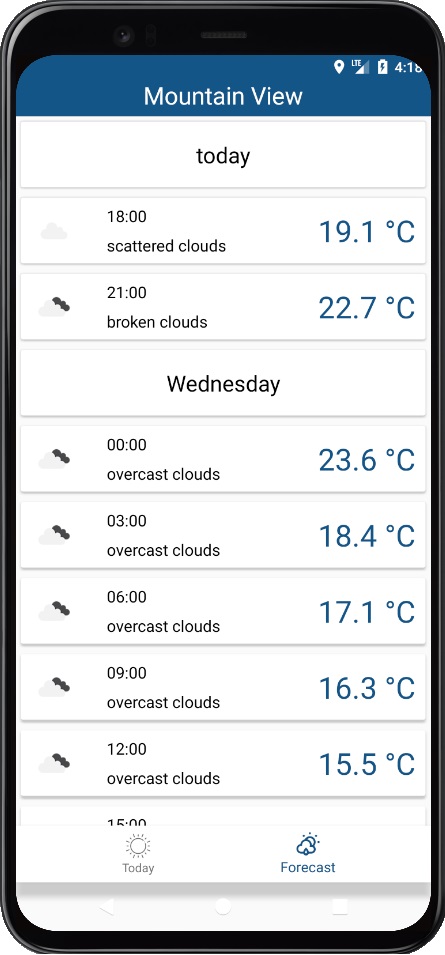 LTE 4:18
Mountain View
today
18:00
scattered clouds
19.1 °C
21:00
broken clouds
22.7 °C
Wednesday
00:00
overcast clouds
23.6 °C
03:00
overcast clouds
18.4 °C
06:00
overcast clouds
17.1 °C
09:00
overcast clouds
16.3 °C
12:00
overcast clouds
15.5 °C
15:00
Today
Forecast